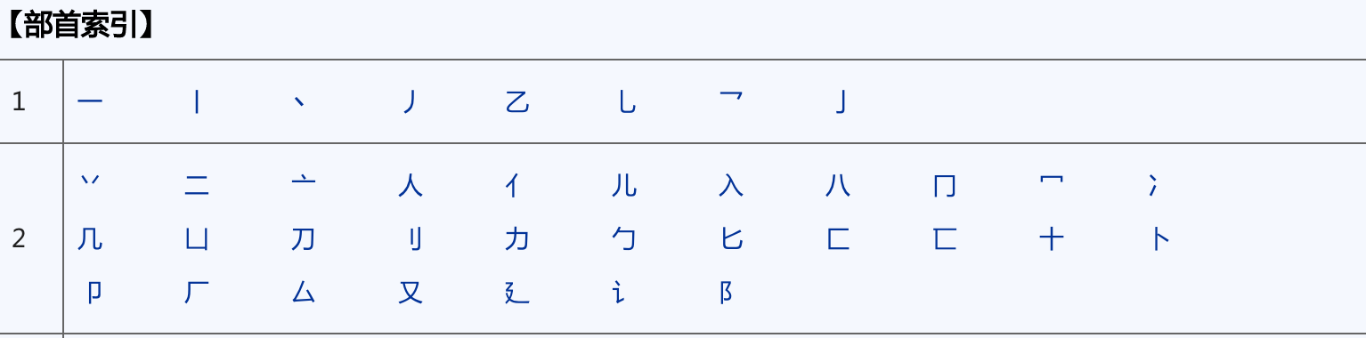 【部首索引】
1 一 丨 丶 丿 乙 乚 乛 亅
2 丷 二 亠 人 亻 儿 入 八 冂 冖 冫
几 凵 刀 刂 力 勹 匕 匚 匸 十 卜
卩 厂 厶 又 廴 讠 阝